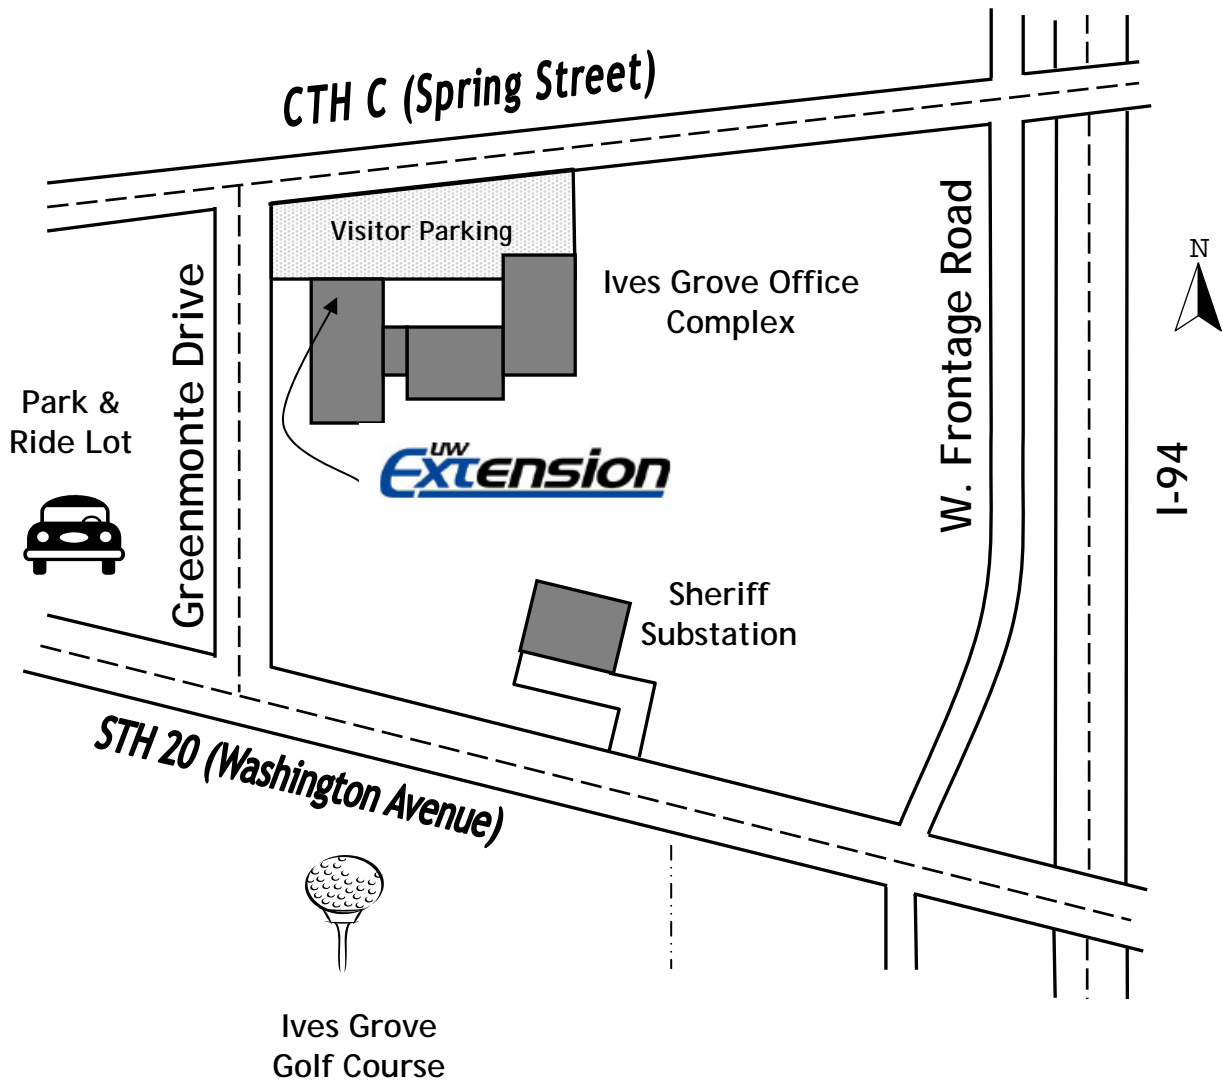 CTH C (Spring Street)
Visitor Parking
Ives Grove Office
Complex
W. Frontage Road
N
Greenmonte Drive
Park &
Ride Lot
UW
Extension
I-94
Sheriff
Substation
STH 20 (Washington Avenue)
Ives Grove
Golf Course